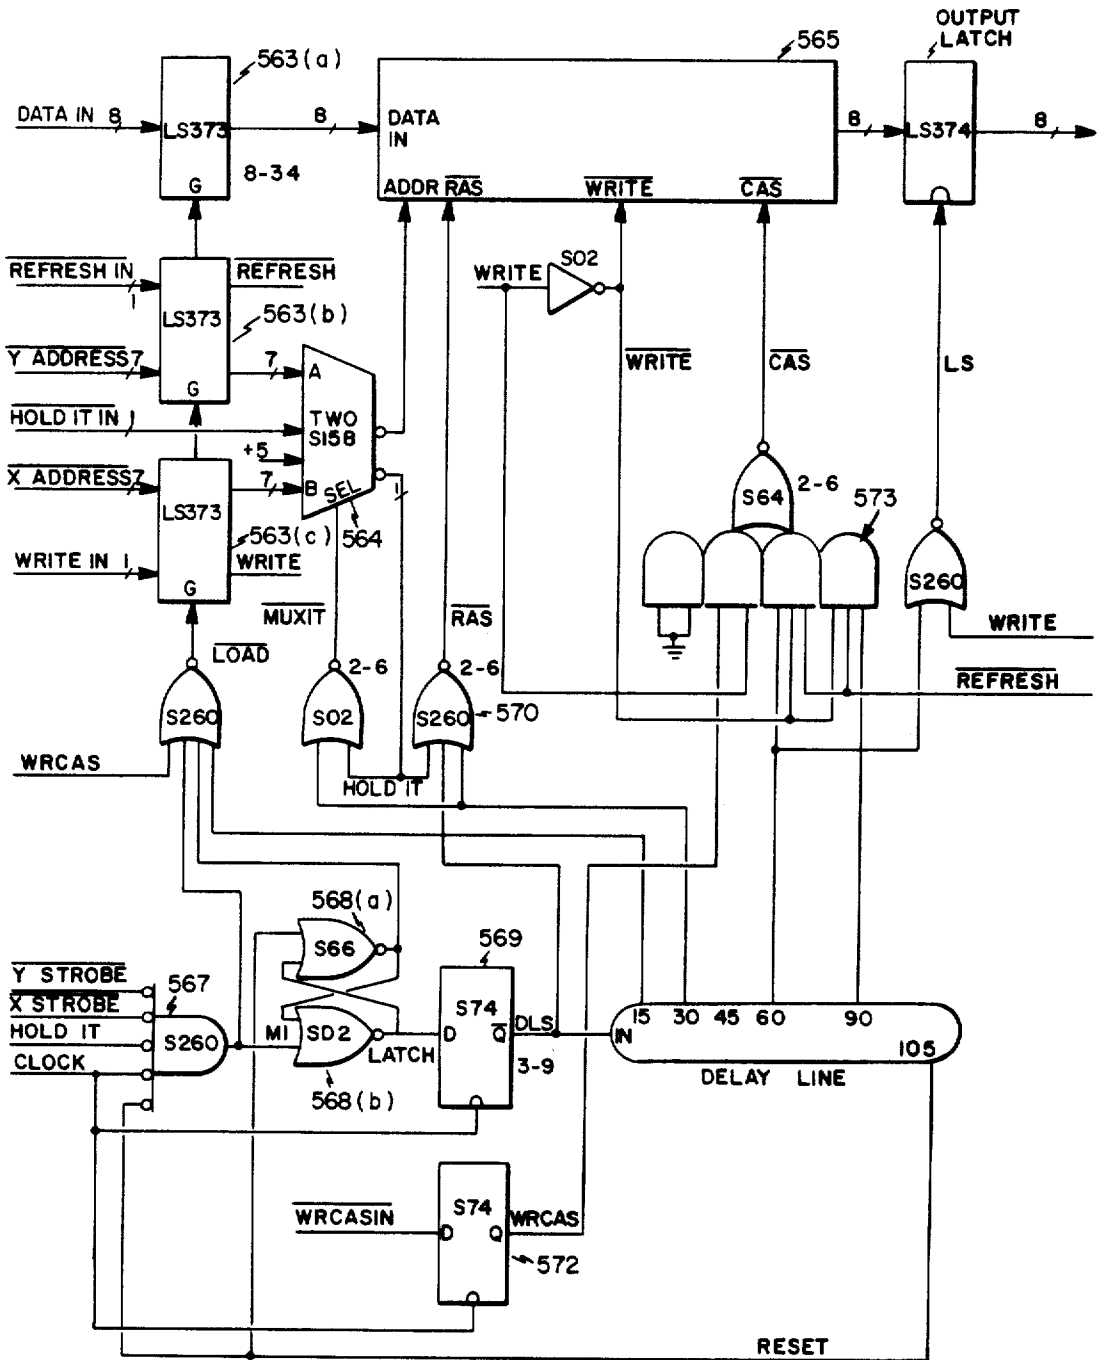 OUTPUT
LATCH
565
563(a)
DATA IN 8
LS373
8
DATA
IN
8
LS374
8
8-34
G
ADDR RAS
WRITE
CAS
REFRESH IN
1
REFRESH
WRITE
S02
LS373
563(b)
Y ADDRESS 7
7
A
WRITE
CAS
LS
G
HOLD IT IN 1
TWO
S158
+5
X ADDRESS 7
7
B
SEL
1
S64
2-6
573
LS373
563(c)
564
WRITE IN 1
WRITE
S260
G
MUXIT
RAS
WRITE
LOAD
2-6
2-6
REFRESH
S260
S02
S260
570
WRCAS
HOLD IT
568(a)
569
S66
Y STROBE
567
X STROBE
S74
15 30 45 60 90
HOLD IT
S260
M1
SD2
D
Q
DLS
IN
LATCH
3-9
105
CLOCK
DELAY LINE
568(b)
S74
WRCASIN
D
Q
WRCAS
572
RESET